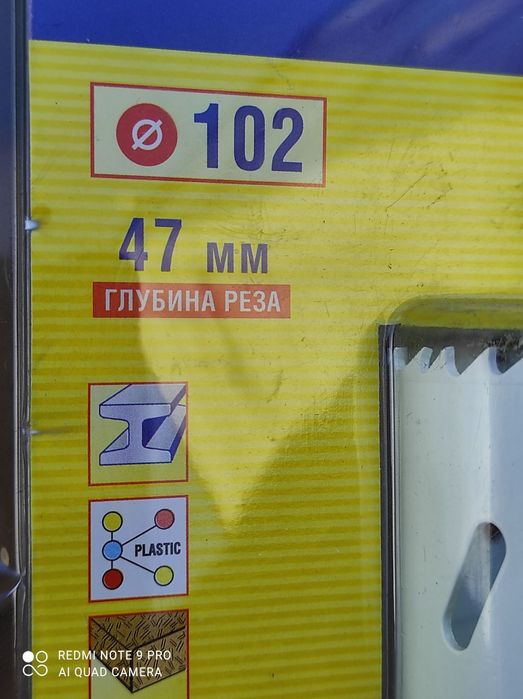 Ø 102
47 мм
ГЛУБИНА РЕЗА
PLASTIC
REDMI NOTE 9 PRO
AI QUAD CAMERA